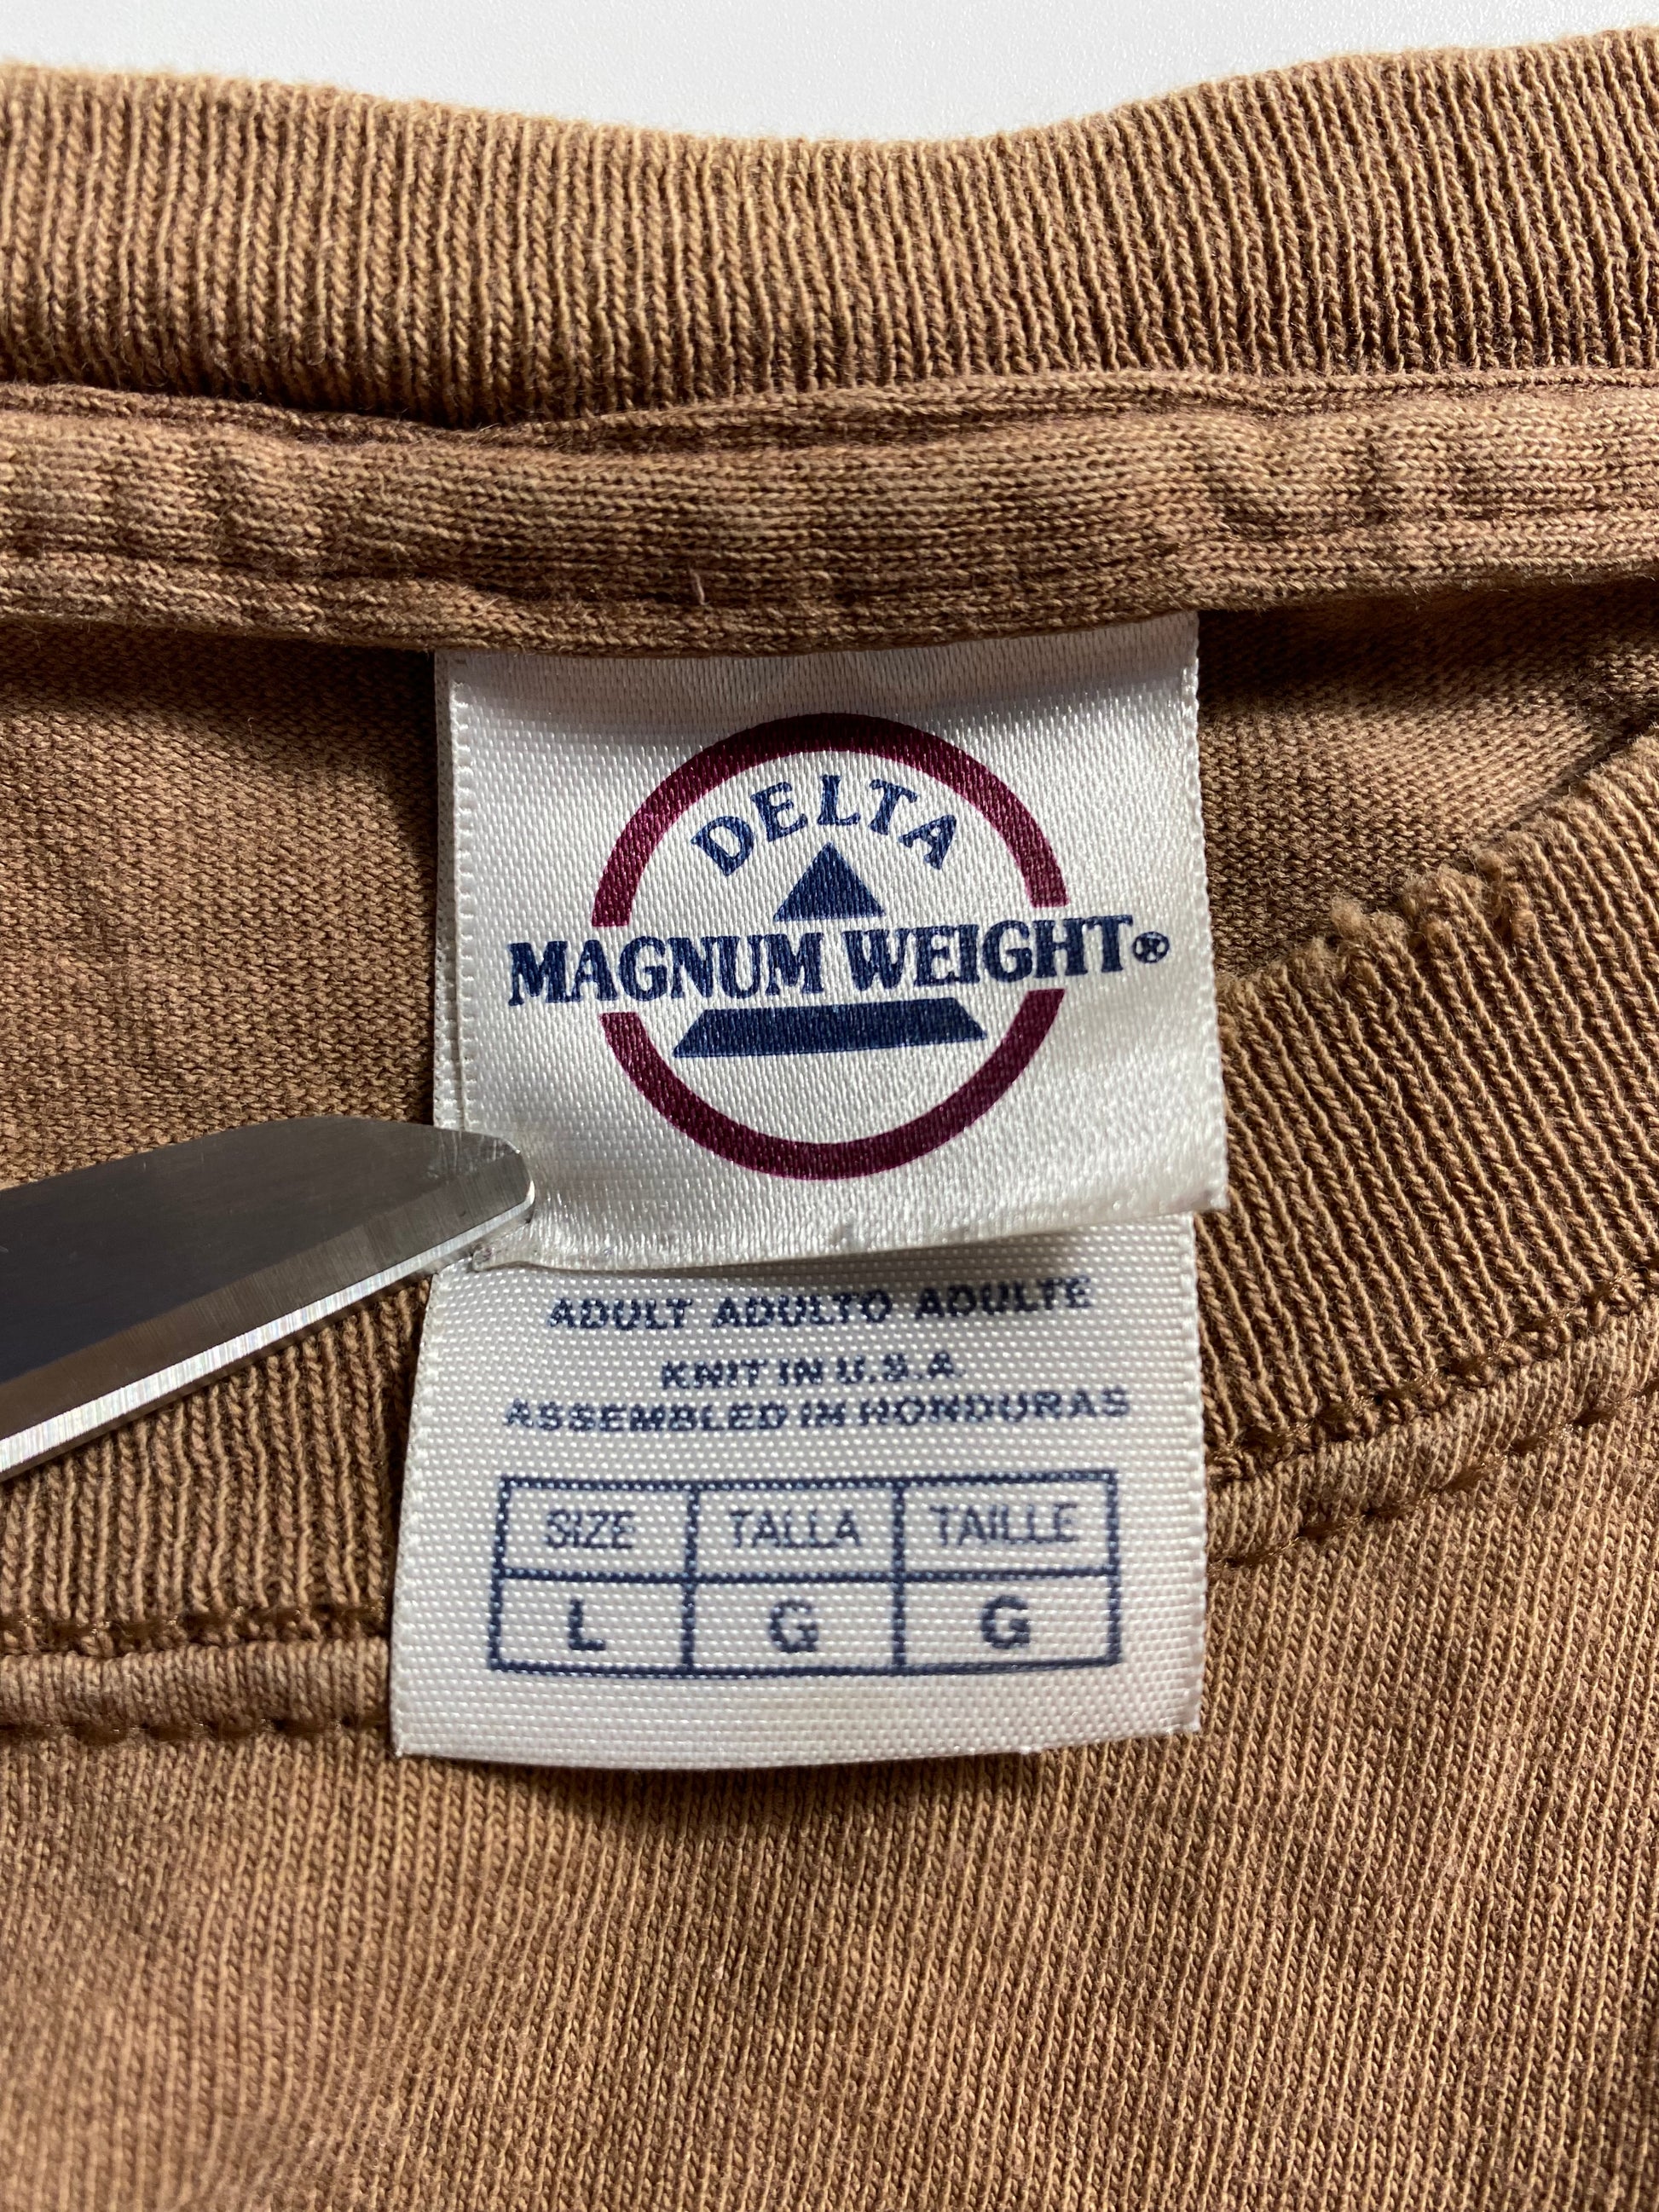 DELTA
MAGNUM WEIGHT®
ADULT ADULTO ADULTE
KNIT IN U.S.A
ASSEMBLED IN HONDURAS
SIZE TALLA TAILLE
L G G